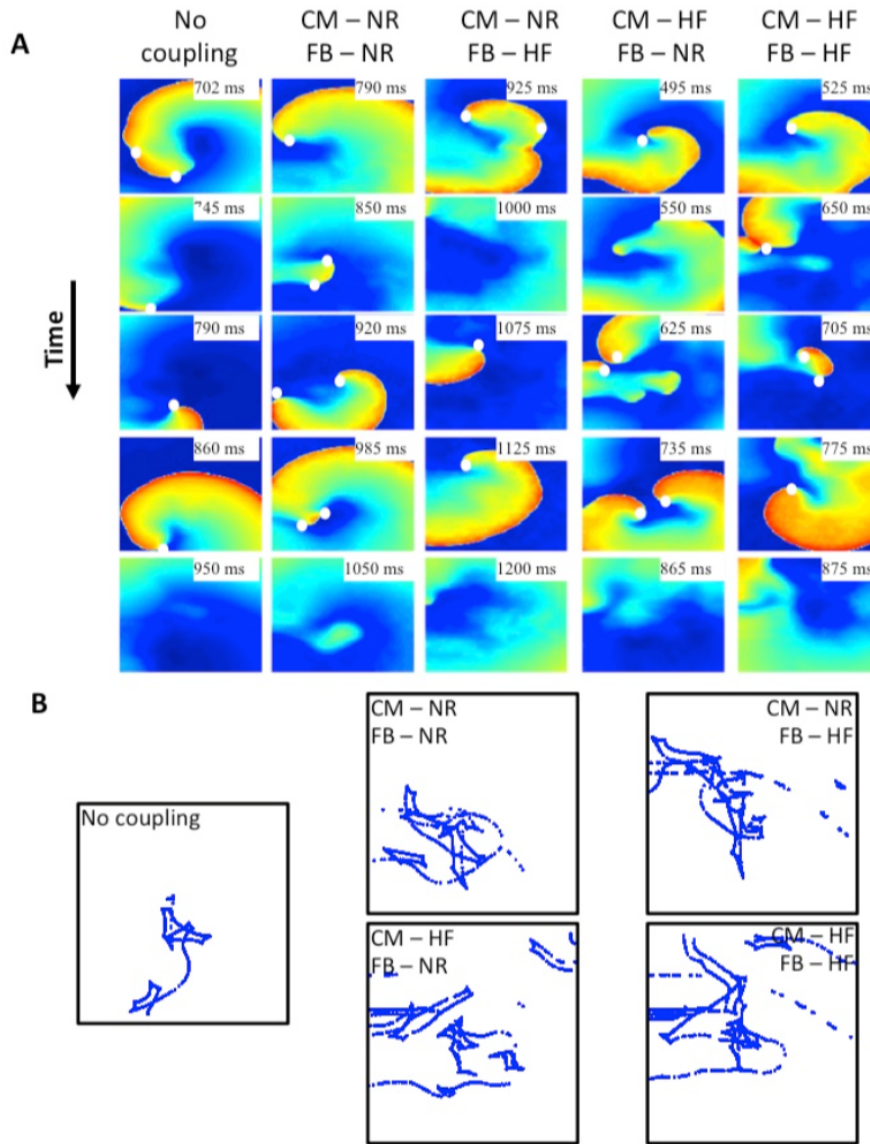 A
No
coupling
CM – NR
FB – NR
CM – NR
FB – HF
CM – HF
FB – NR
CM – HF
FB – HF
702 ms
790 ms
925 ms
495 ms
525 ms
745 ms
850 ms
1000 ms
550 ms
650 ms
Time
790 ms
920 ms
1075 ms
625 ms
705 ms
860 ms
985 ms
1125 ms
735 ms
775 ms
950 ms
1050 ms
1200 ms
865 ms
875 ms
B
No coupling
CM – NR
FB – NR
CM – NR
FB – HF
CM – HF
FB – NR
CM – HF
FB – HF